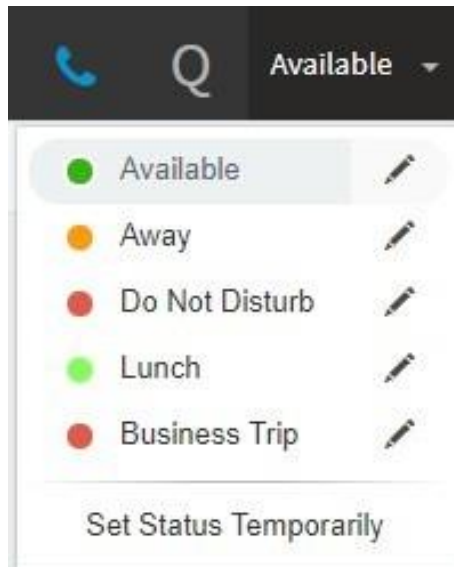 Q Available
Available
Away
Do Not Disturb
Lunch
Business Trip
Set Status Temporarily